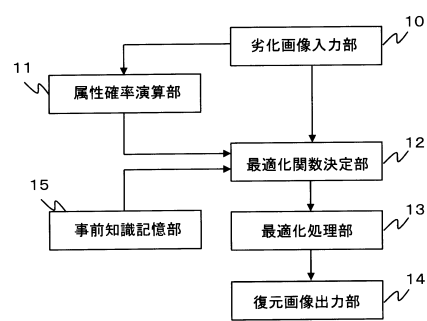 10
劣化画像入力部
11
属性確率演算部
12
最適化関数決定部
15
事前知識記憶部
13
最適化処理部
14
復元画像出力部